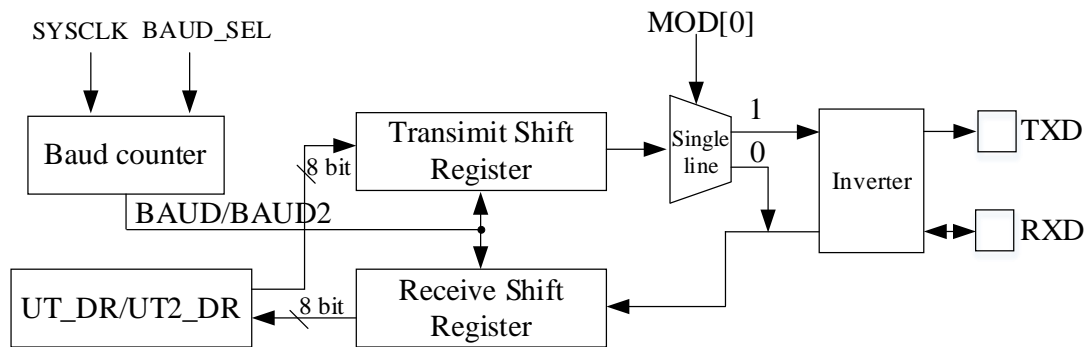 SYSCLK BAUD_SEL
MOD[0]
Baud counter
8 bit
Transimit Shift
Register
Single
line
1
0
Inverter
TXD
RXD
BAUD/BAUD2
UT_DR/UT2_DR
8 bit
Receive Shift
Register